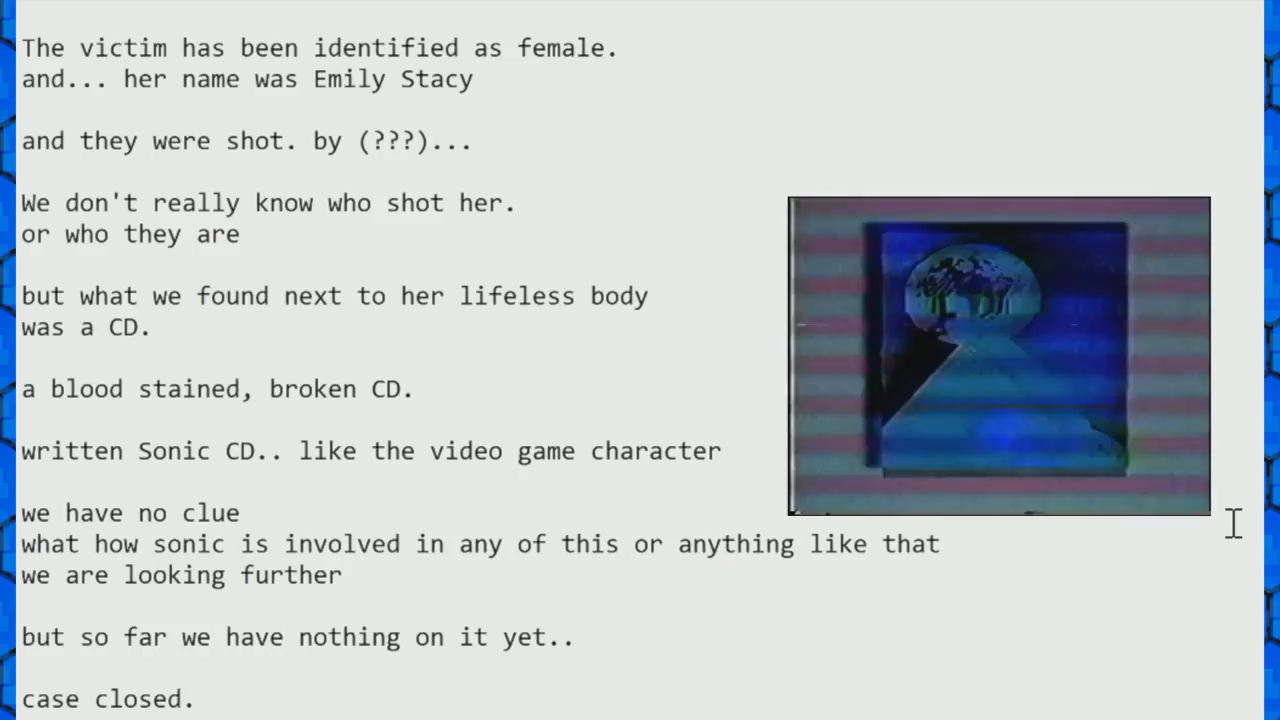 The victim has been identified as female.
and... her name was Emily Stacy
and they were shot. by (???)...
We don't really know who shot her.
or who they are
but what we found next to her lifeless body
was a CD.
a blood stained, broken CD.
written Sonic CD.. like the video game character
we have no clue
what how sonic is involved in any of this or anything like that
we are looking further
but so far we have nothing on it yet..
case closed.